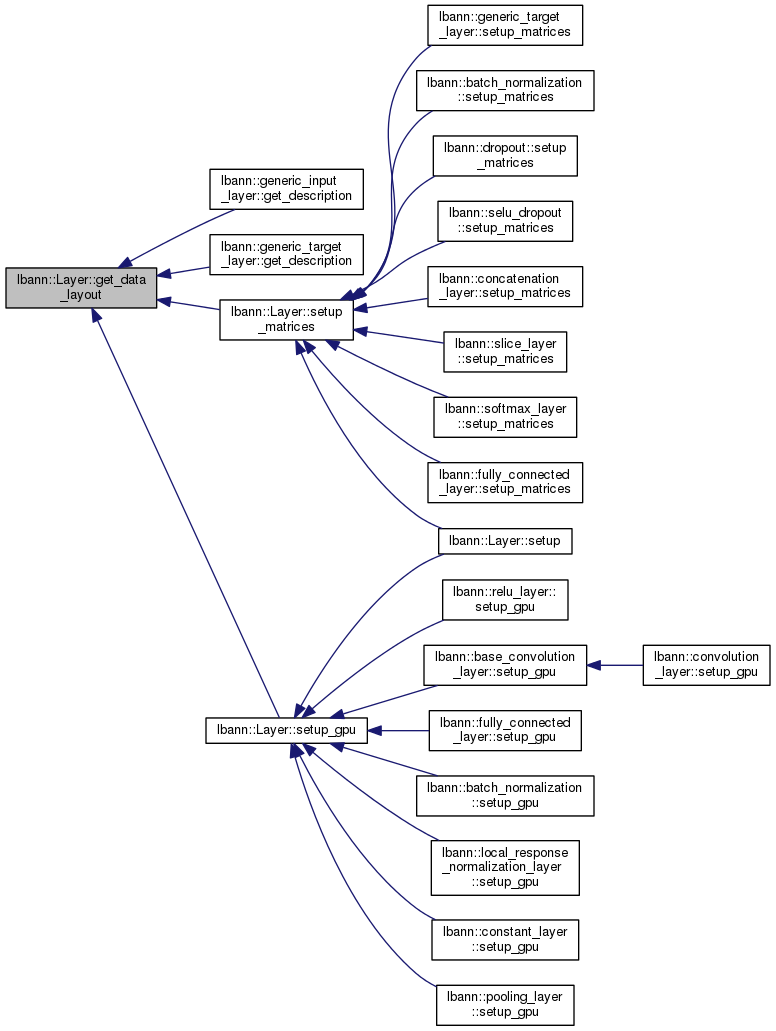 lbann::generic_target
_layer::setup_matrices
lbann::batch_normalization
::setup_matrices
lbann::dropout::setup
_matrices
lbann::generic_input
_layer::get_description
lbann::selu_dropout
::setup_matrices
lbann::generic_target
_layer::get_description
lbann::Layer::get_data
_layout
lbann::concatenation
_layer::setup_matrices
lbann::Layer::setup
_matrices
lbann::slice_layer
::setup_matrices
lbann::softmax_layer
::setup_matrices
lbann::fully_connected
_layer::setup_matrices
lbann::Layer::setup
lbann::relu_layer::
setup_gpu
lbann::base_convolution
_layer::setup_gpu
lbann::convolution
_layer::setup_gpu
lbann::Layer::setup_gpu
lbann::fully_connected
_layer::setup_gpu
lbann::batch_normalization
::setup_gpu
lbann::local_response
_normalization_layer
::setup_gpu
lbann::constant_layer
::setup_gpu
lbann::pooling_layer
::setup_gpu